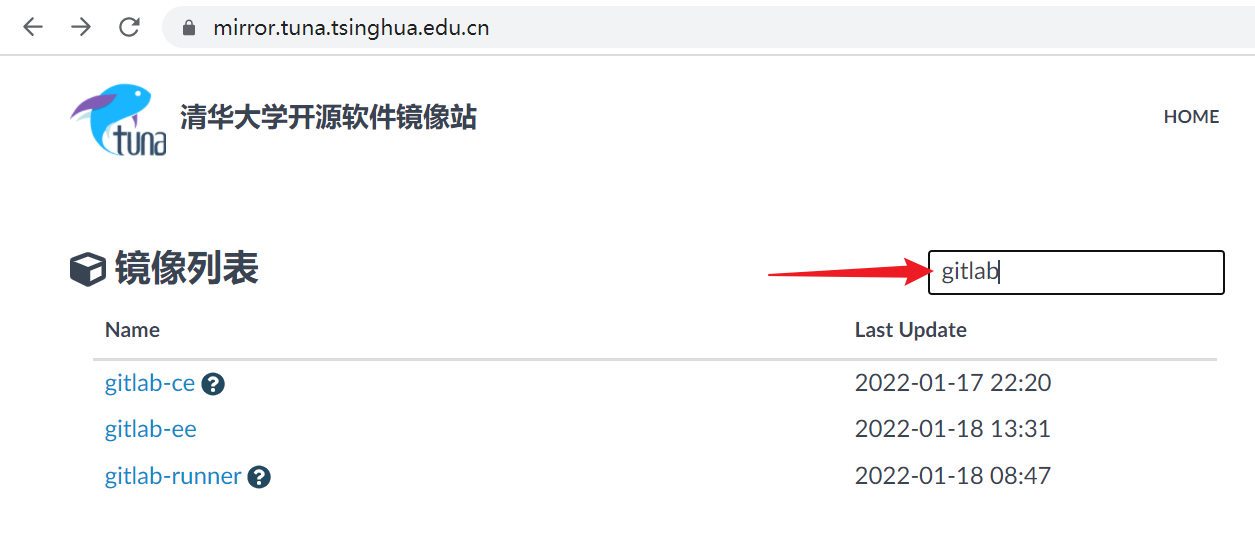 mirror.tuna.tsinghua.edu.cn
tuna
清华大学开源软件镜像站
HOME
镜像列表
gitlab
Name Last Update
gitlab-ce ? 2022-01-17 22:20
gitlab-ee 2022-01-18 13:31
gitlab-runner ? 2022-01-18 08:47